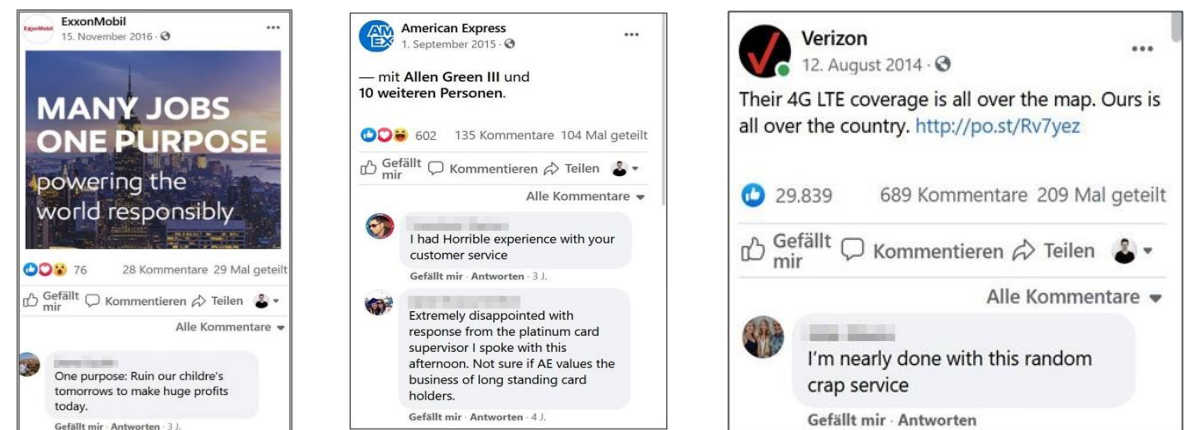 ExxonMobil
ExxonMobil
15. November 2016 ·
MANY JOBS
ONE PURPOSE
powering the
world responsibly
76 28 Kommentare 29 Mal geteilt
Gefällt mir Kommentieren Teilen
Alle Kommentare
One purpose: Ruin our childre's
tomorrows to make huge profits
today.
Gefällt mir · Antworten · 3 J.
AM
EX
American Express
1. September 2015 ·
— mit Allen Green III und
10 weiteren Personen.
602 135 Kommentare 104 Mal geteilt
Gefällt mir Kommentieren Teilen
Alle Kommentare
I had Horrible experience with your
customer service
Gefällt mir · Antworten · 3 J.
Extremely disappointed with
response from the platinum card
supervisor I spoke with this
afternoon. Not sure if AE values the
business of long standing card
holders.
Gefällt mir · Antworten · 4 J.
Verizon
12. August 2014 ·
Their 4G LTE coverage is all over the map. Ours is
all over the country. http://po.st/Rv7yez
29.839 689 Kommentare 209 Mal geteilt
Gefällt mir Kommentieren Teilen
Alle Kommentare
I'm nearly done with this random
crap service
Gefällt mir · Antworten